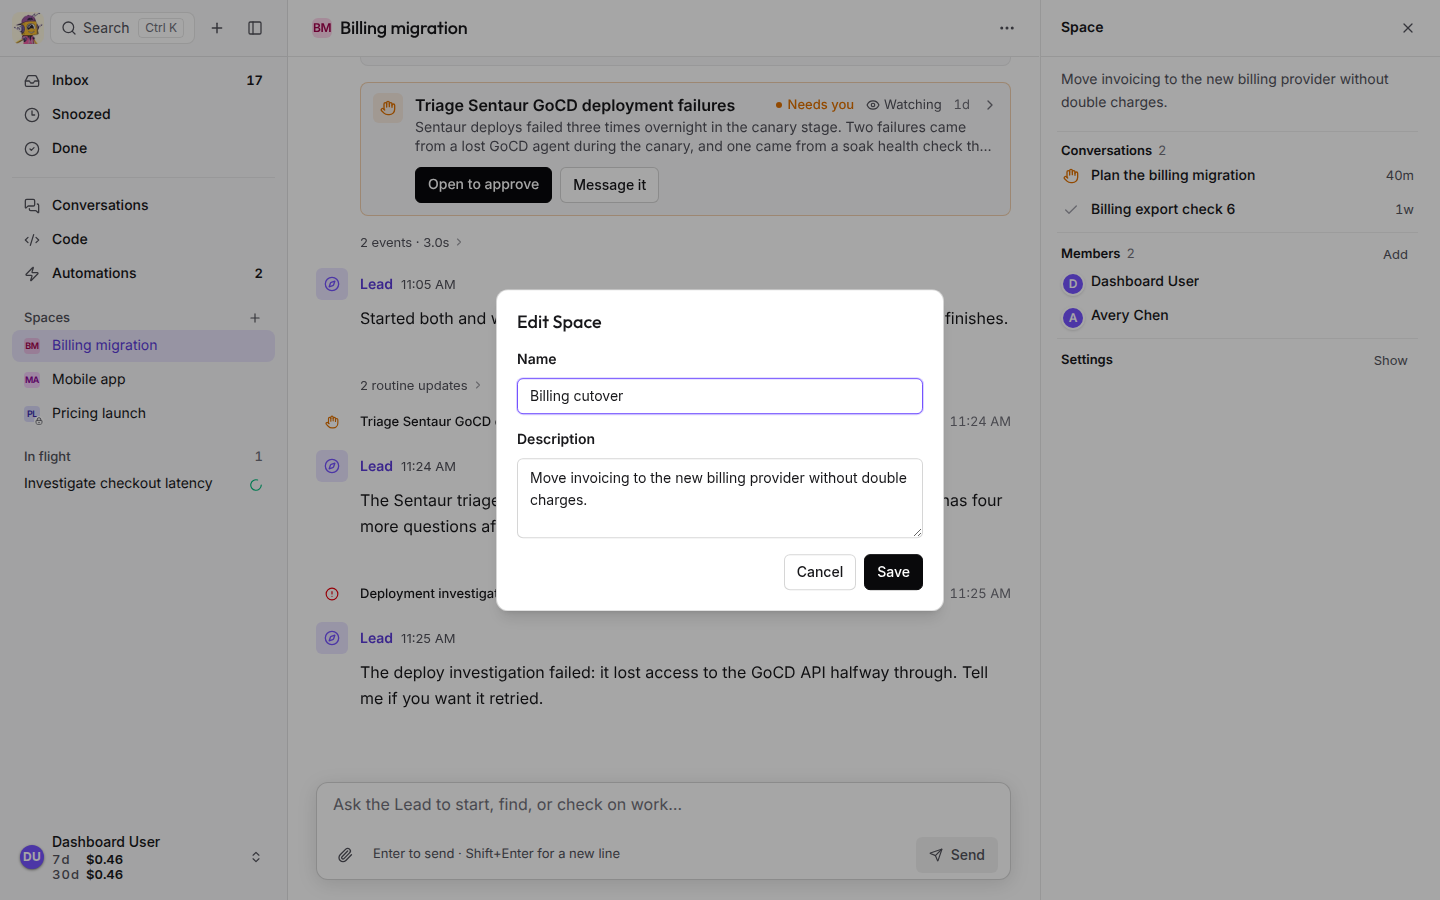 Search Ctrl K
Inbox 17
Snoozed
Done
Conversations
Code
Automations 2
Spaces
BM Billing migration
MA Mobile app
PL Pricing launch
In flight 1
Investigate checkout latency
DU Dashboard User
7d $0.46
30d $0.46
BM Billing migration
Triage Sentaur GoCD deployment failures Needs you Watching 1d
Sentaur deploys failed three times overnight in the canary stage. Two failures came
from a lost GoCD agent during the canary, and one came from a soak health check th...
Open to approve Message it
2 events · 3.0s
Lead 11:05 AM
Started both and finishes.
2 routine updates
Triage Sentaur GoCD 11:24 AM
Lead 11:24 AM
The Sentaur triage has four
more questions
Deployment 11:25 AM
Lead 11:25 AM
The deploy investigation failed: it lost access to the GoCD API halfway through. Tell
me if you want it retried.
Ask the Lead to start, find, or check on work...
Enter to send · Shift+Enter for a new line
Send
Edit Space
Name
Billing cutover
Description
Move invoicing to the new billing provider without double
charges.
Cancel Save
Space
Move invoicing to the new billing provider without
double charges.
Conversations 2
Plan the billing migration 40m
Billing export check 6 1w
Members 2 Add
D Dashboard User
A Avery Chen
Settings Show